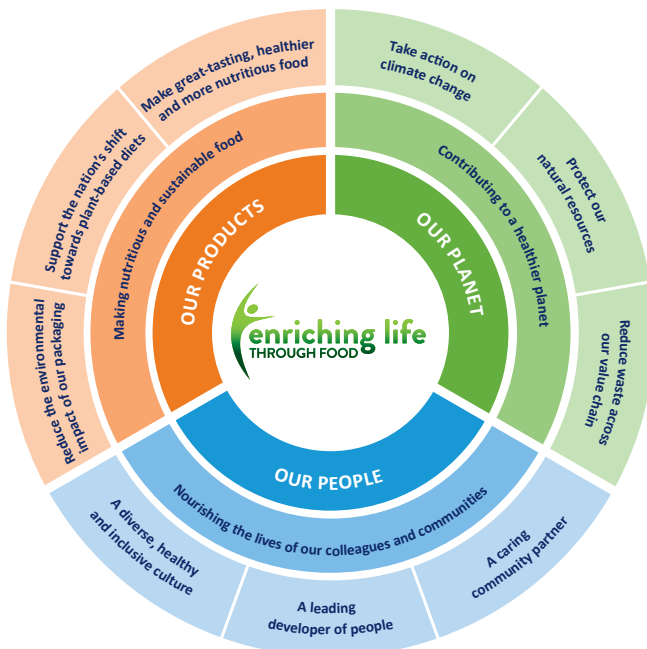 enriching life
THROUGH FOOD
OUR PRODUCTS
Making nutritious and sustainable food
Make great-tasting, healthier
and more nutritious food
Support the nation's shift
towards plant-based diets
Reduce the environmental
impact of our packaging
OUR PLANET
Contributing to a healthier planet
Take action on
climate change
Protect our
natural resources
Reduce waste across
our value chain
OUR PEOPLE
Nourishing the lives of our colleagues and communities
A diverse, healthy
and inclusive culture
A leading
developer of people
A caring
community partner